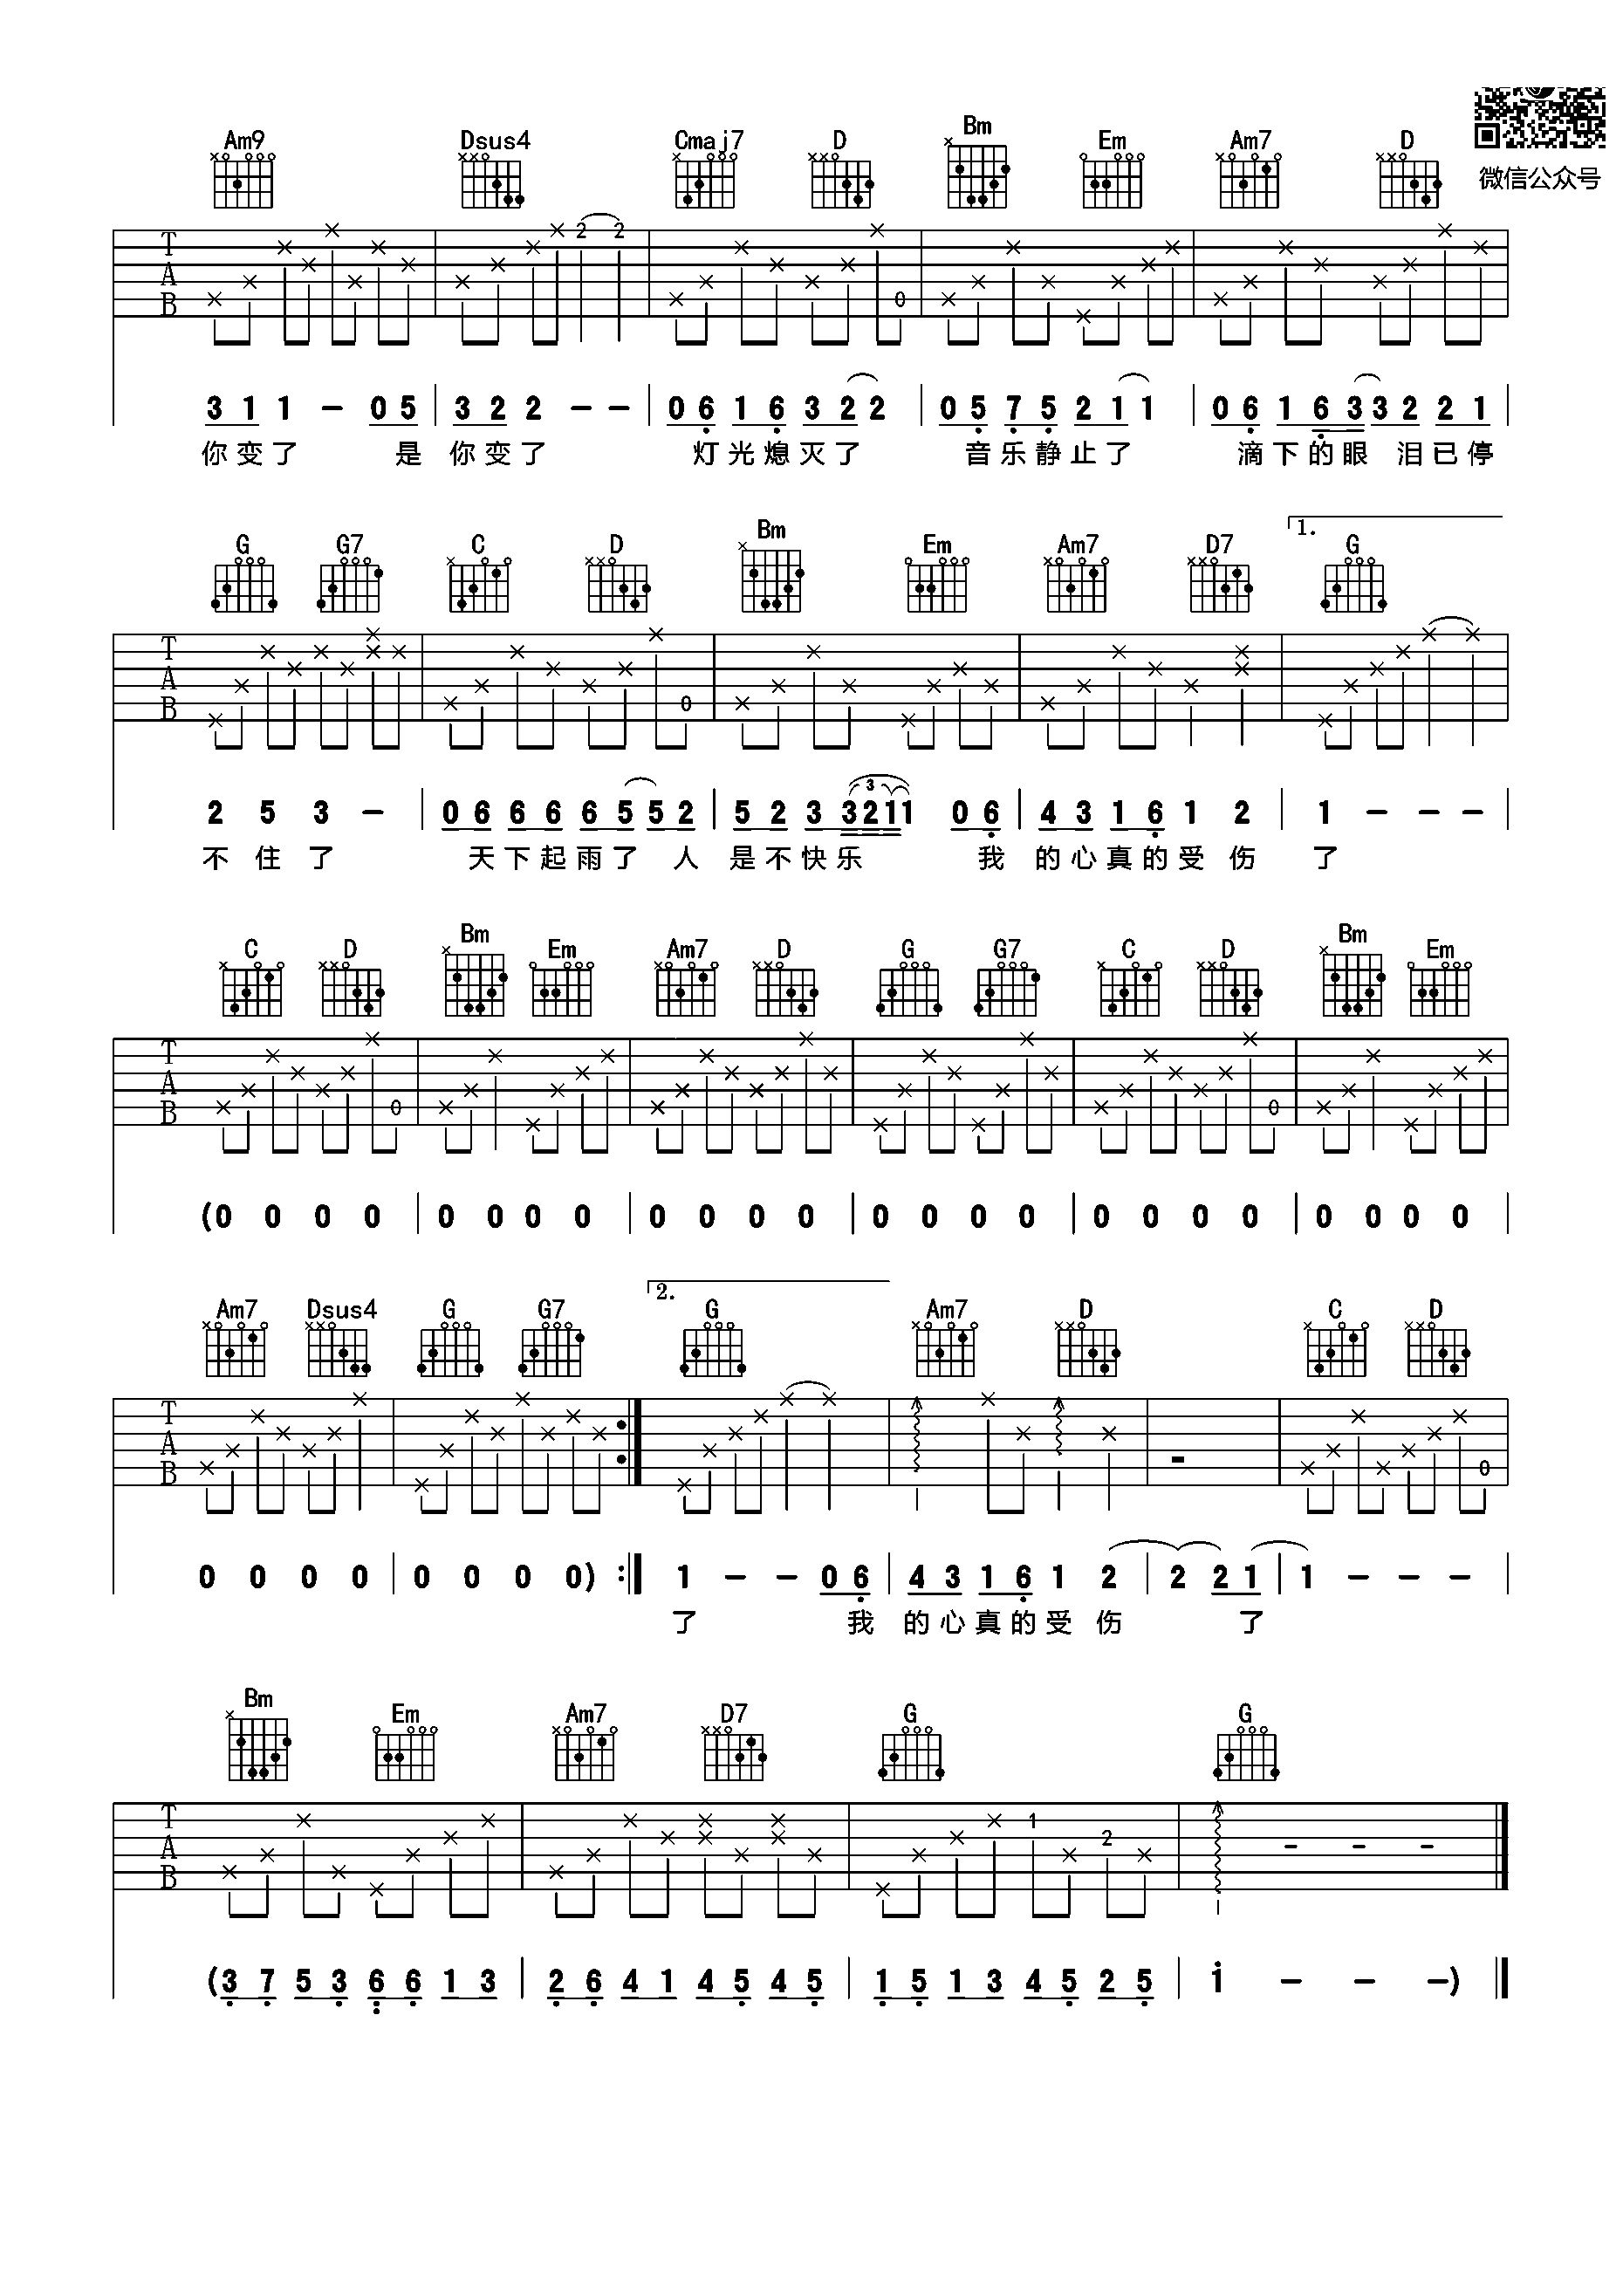 微信公众号
Am9 Dsus4 Cmaj7 D Bm Em Am7 D
T A B
2 2 0
3 1 1 – 0 5 | 3 2 2 – – | 0 6 1 6 3 2 2 | 0 5 7 5 2 1 1 | 0 6 1 6 3 3 2 2 1 |
你变了 是 你变了 灯光熄灭了 音乐静止了 滴下的眼 泪已停
1.
G G7 C D Bm Em Am7 D7 G
T A B
0
3
2 5 3 – | 0 6 6 6 6 5 5 2 | 5 2 3 3 2 1 1 0 6 | 4 3 1 6 1 2 | 1 – – –
不住了 天下起雨了 人 是不快乐 我 的心真的受伤 了
C D Bm Em Am7 D G G7 C D Bm Em
T A B
0 0
(0 0 0 0 | 0 0 0 0 | 0 0 0 0 | 0 0 0 0 | 0 0 0 0 | 0 0 0 0 |
2.
Am7 Dsus4 G G7 G Am7 D C D
T A B
0
0 0 0 0 | 0 0 0 0) :| 1 – – 0 6 | 4 3 1 6 1 2 | 2 2 1 | 1 – – – |
了 我 的心真的受伤 了
Bm Em Am7 D7 G G
T A B
1 2 – – –
(3 7 5 3 6 6 1 3 | 2 6 4 1 4 5 4 5 | 1 5 1 3 4 5 2 5 | 1 – – –) ‖